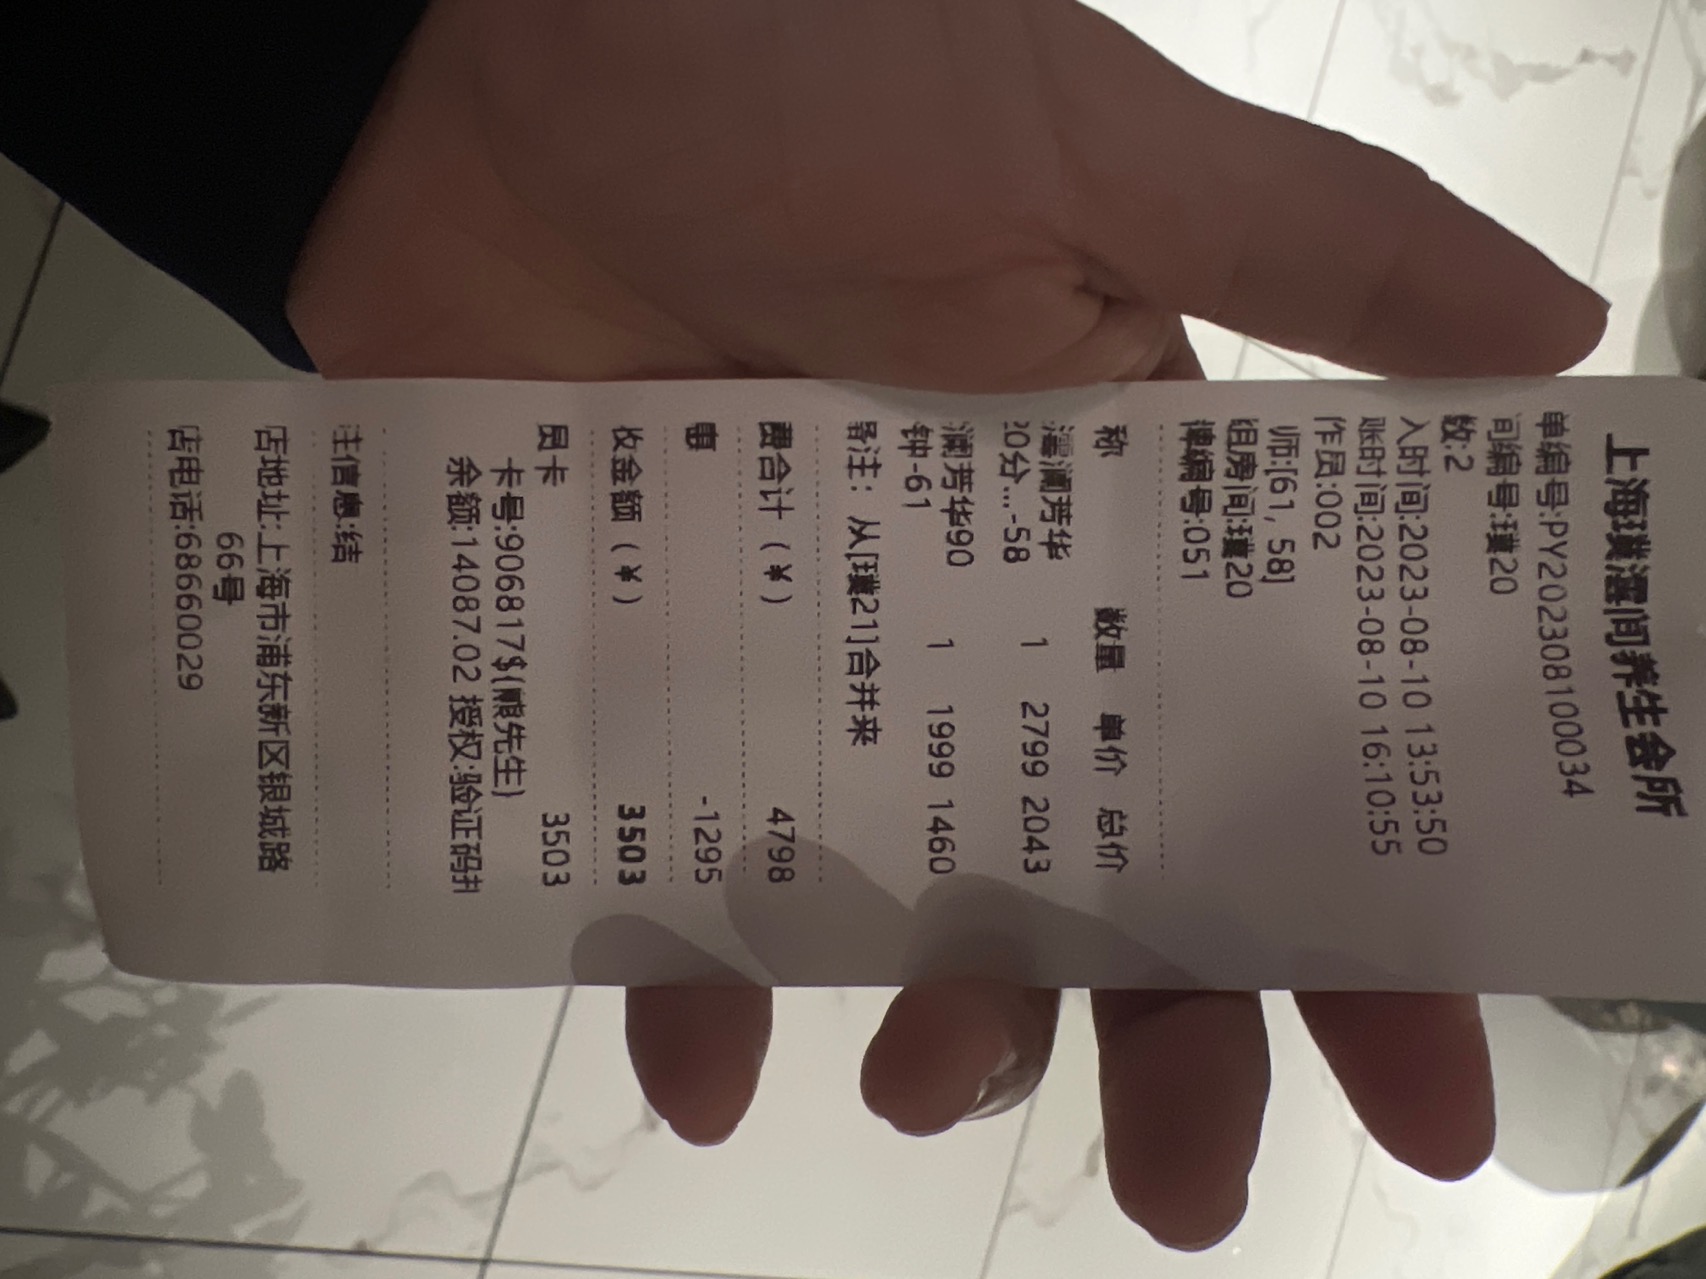 上海璞潽间养生会所
单编号:PY2023081000034
间编号:璞20
数:2
入时间:2023-08-10 13:53:50
账时间:2023-08-10 16:10:55
作员:002
师:[61, 58]
组房间:璞20
牌编号:051
称 数量 单价 总价
澜芳华
20分...-58 1 2799 2043
澜芳华90
钟-61 1 1999 1460
备注：从[璞21]合并来
费合计（¥） 4798
惠 -1295
收金额（¥） 3503
员卡 3503
卡号:906817$(先生)
余额:14087.02 授权:验证码
注信息:结
店地址:上海市浦东新区银城路
66号
店电话:68660029